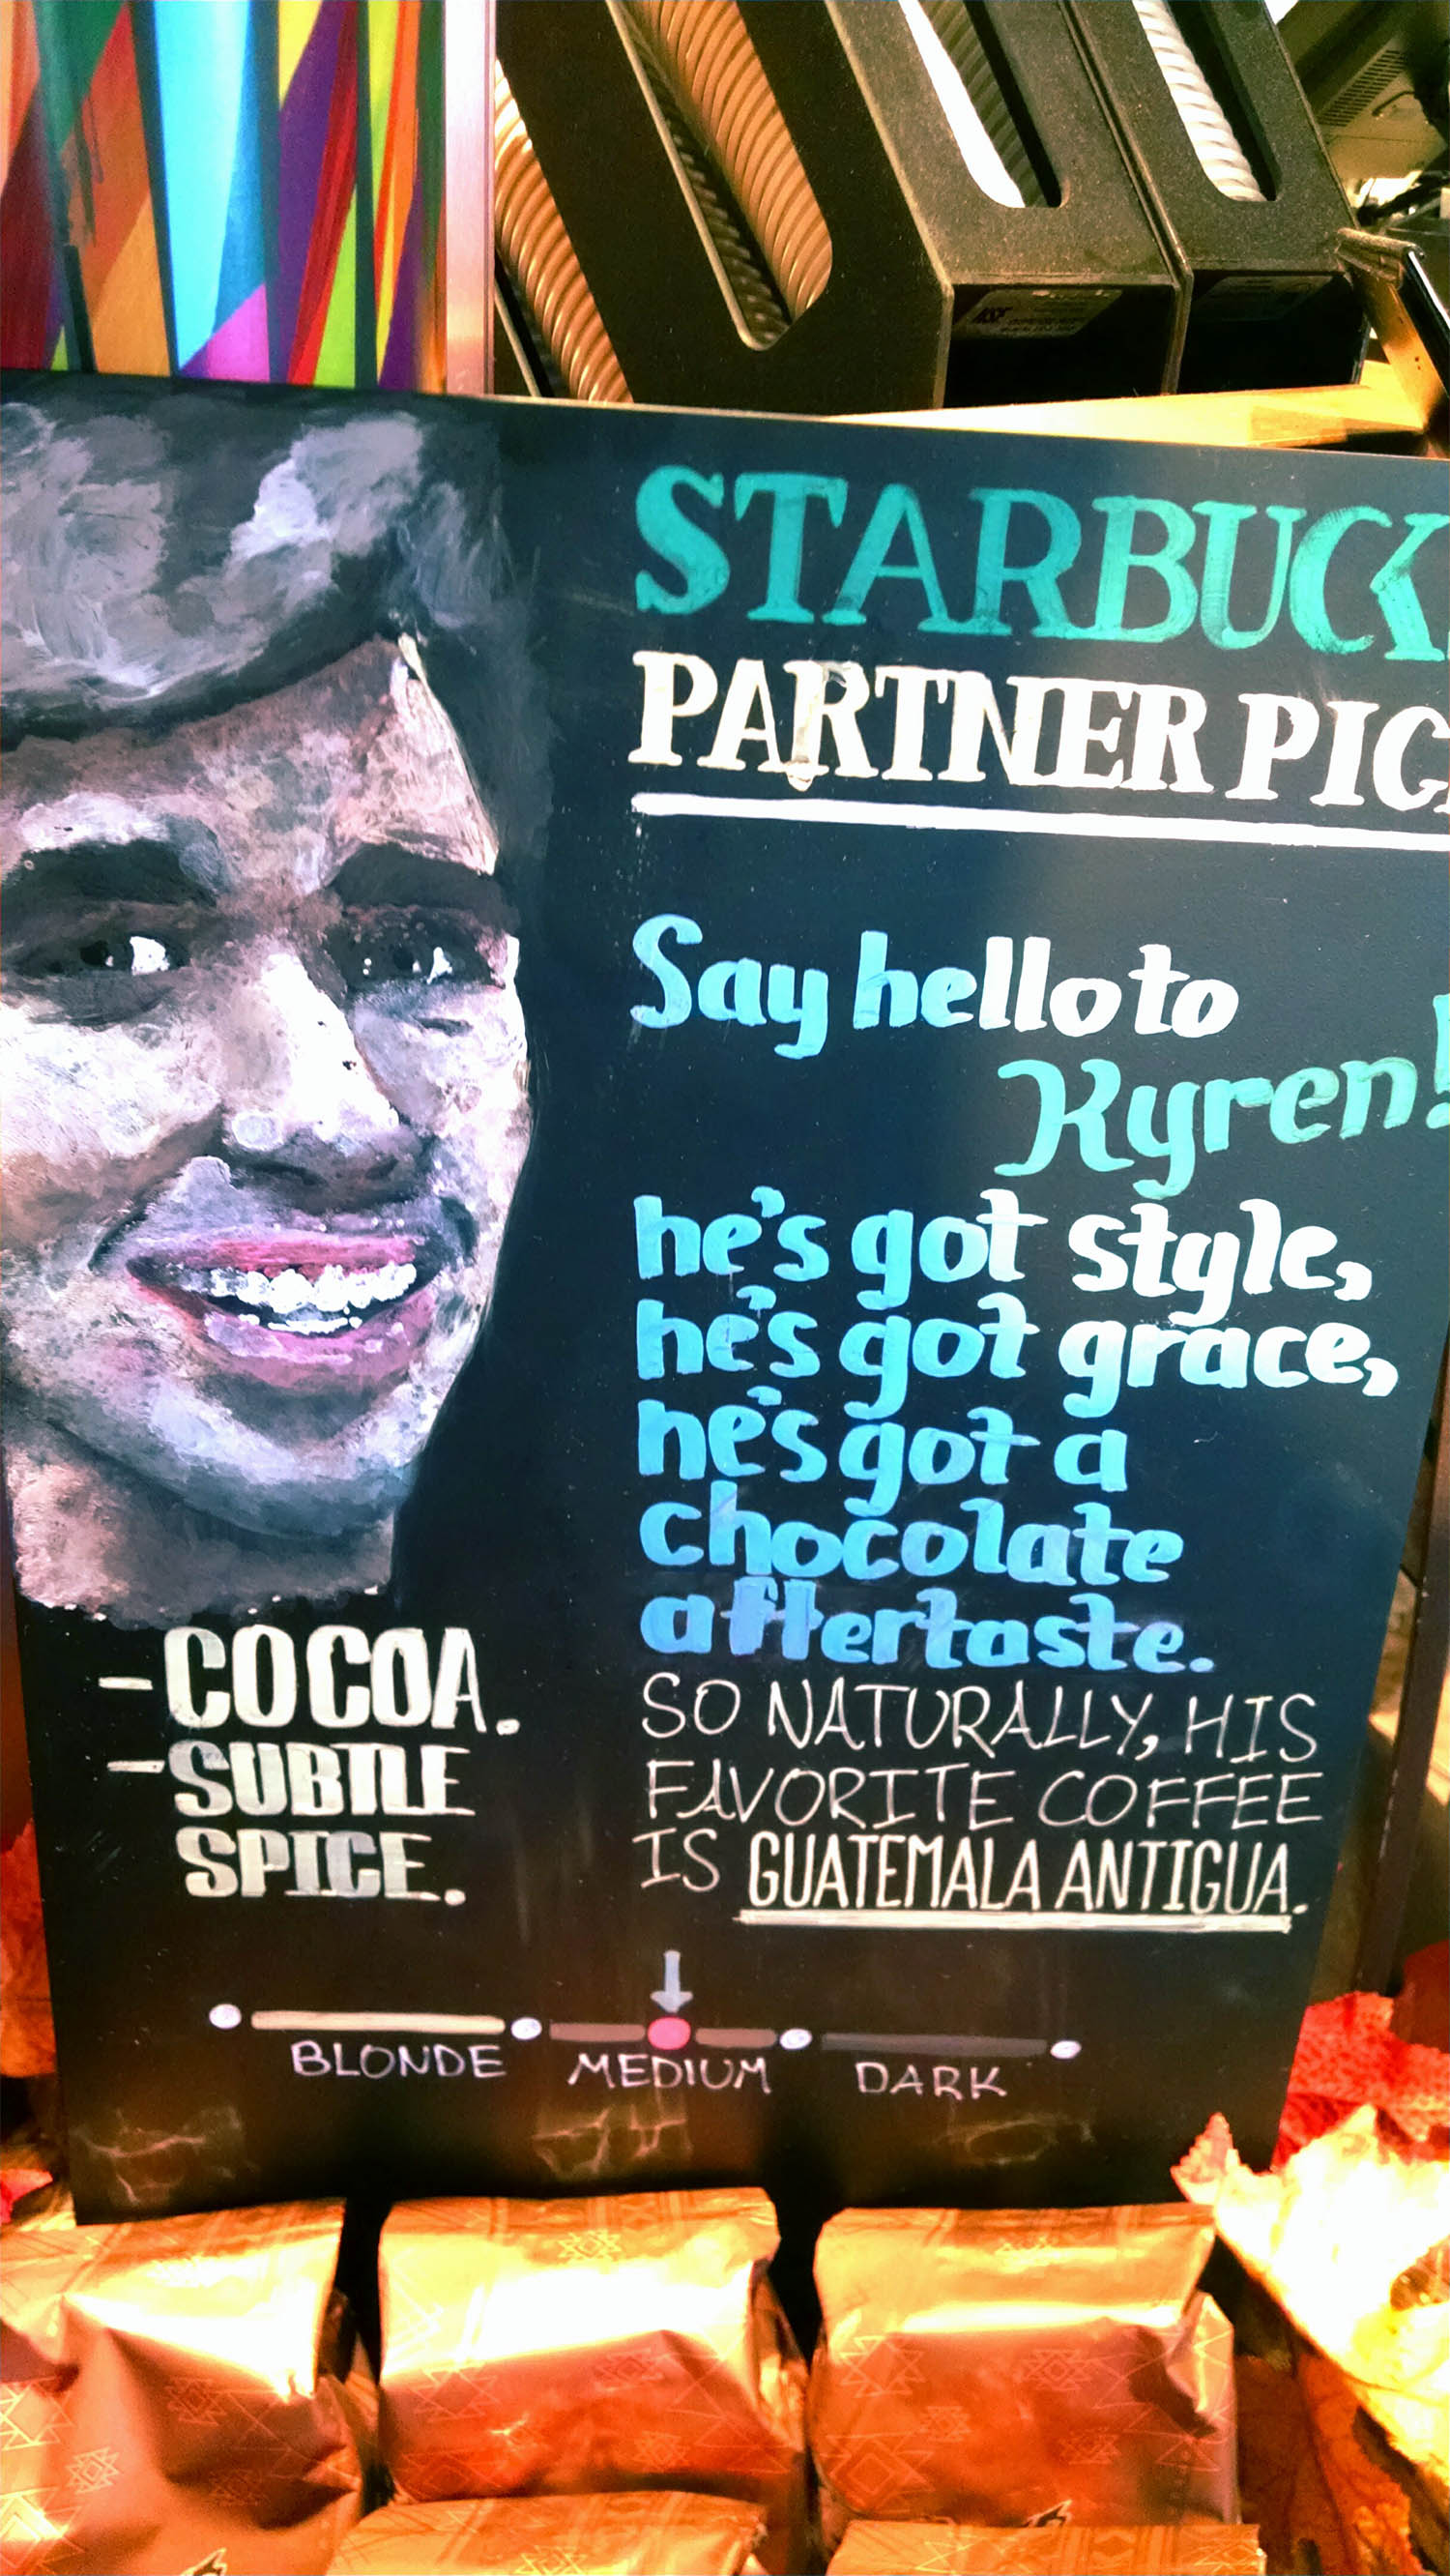 STARBUCK
PARTNER PIC
Say hello to
Kyren!
he's got style,
he's got grace,
he's got a
chocolate
aftertaste.
SO NATURALLY, HIS
FAVORITE COFFEE
IS GUATEMALA ANTIGUA.
-COCOA.
-SUBTLE
SPICE.
BLONDE MEDIUM DARK